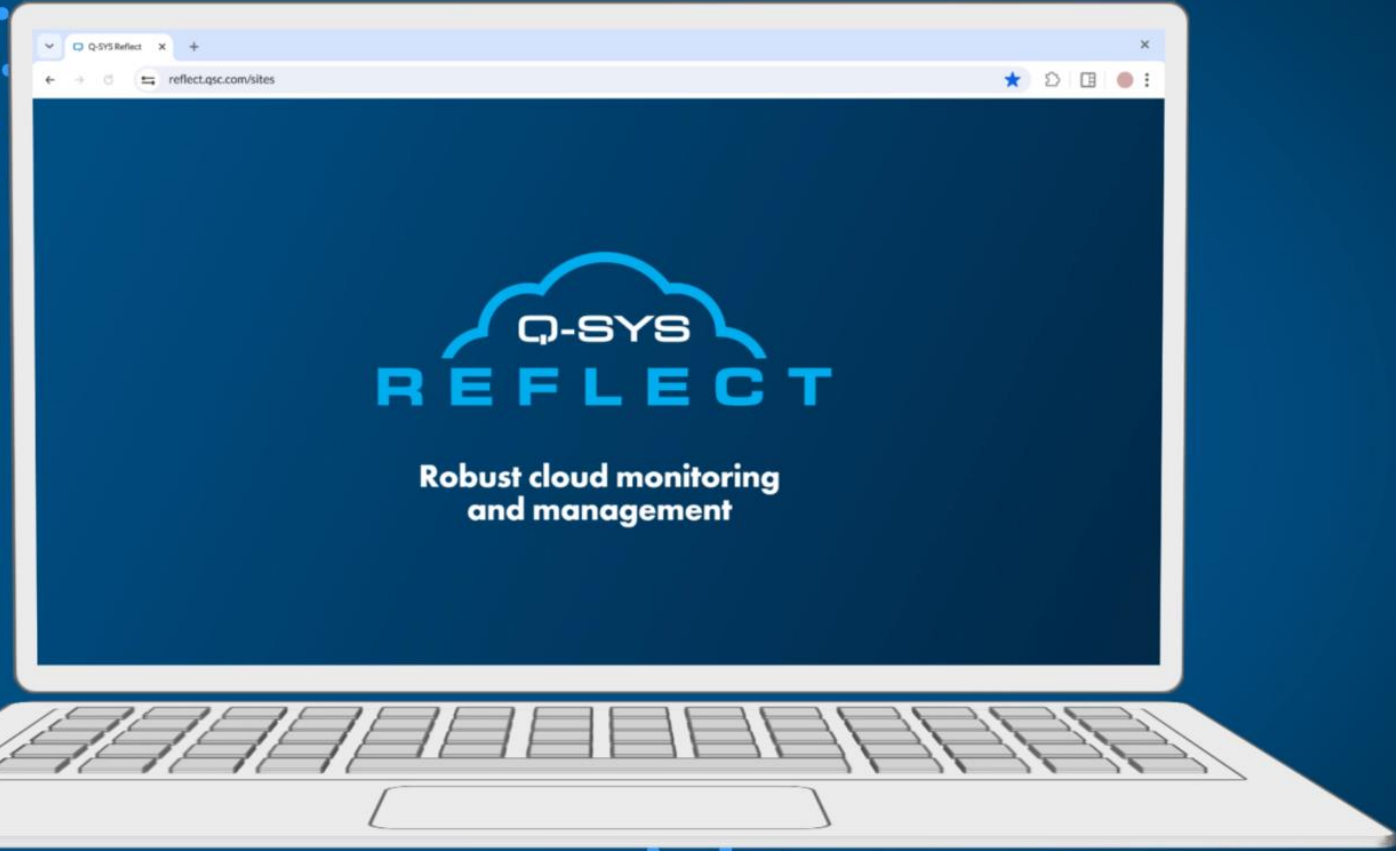 Q-SYS Reflect
reflect.qsc.com/sites
Q-SYS
REFLECT
Robust cloud monitoring
and management